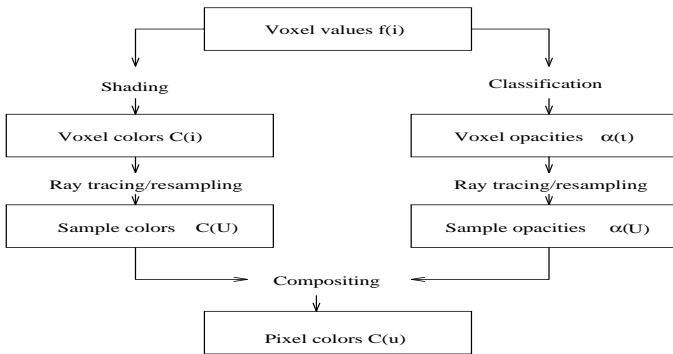 Voxel values f(i)
Shading
Classification
Voxel colors C(i)
Voxel opacities α(ι)
Ray tracing/resampling
Ray tracing/resampling
Sample colors C(U)
Sample opacities α(U)
Compositing
Pixel colors C(u)